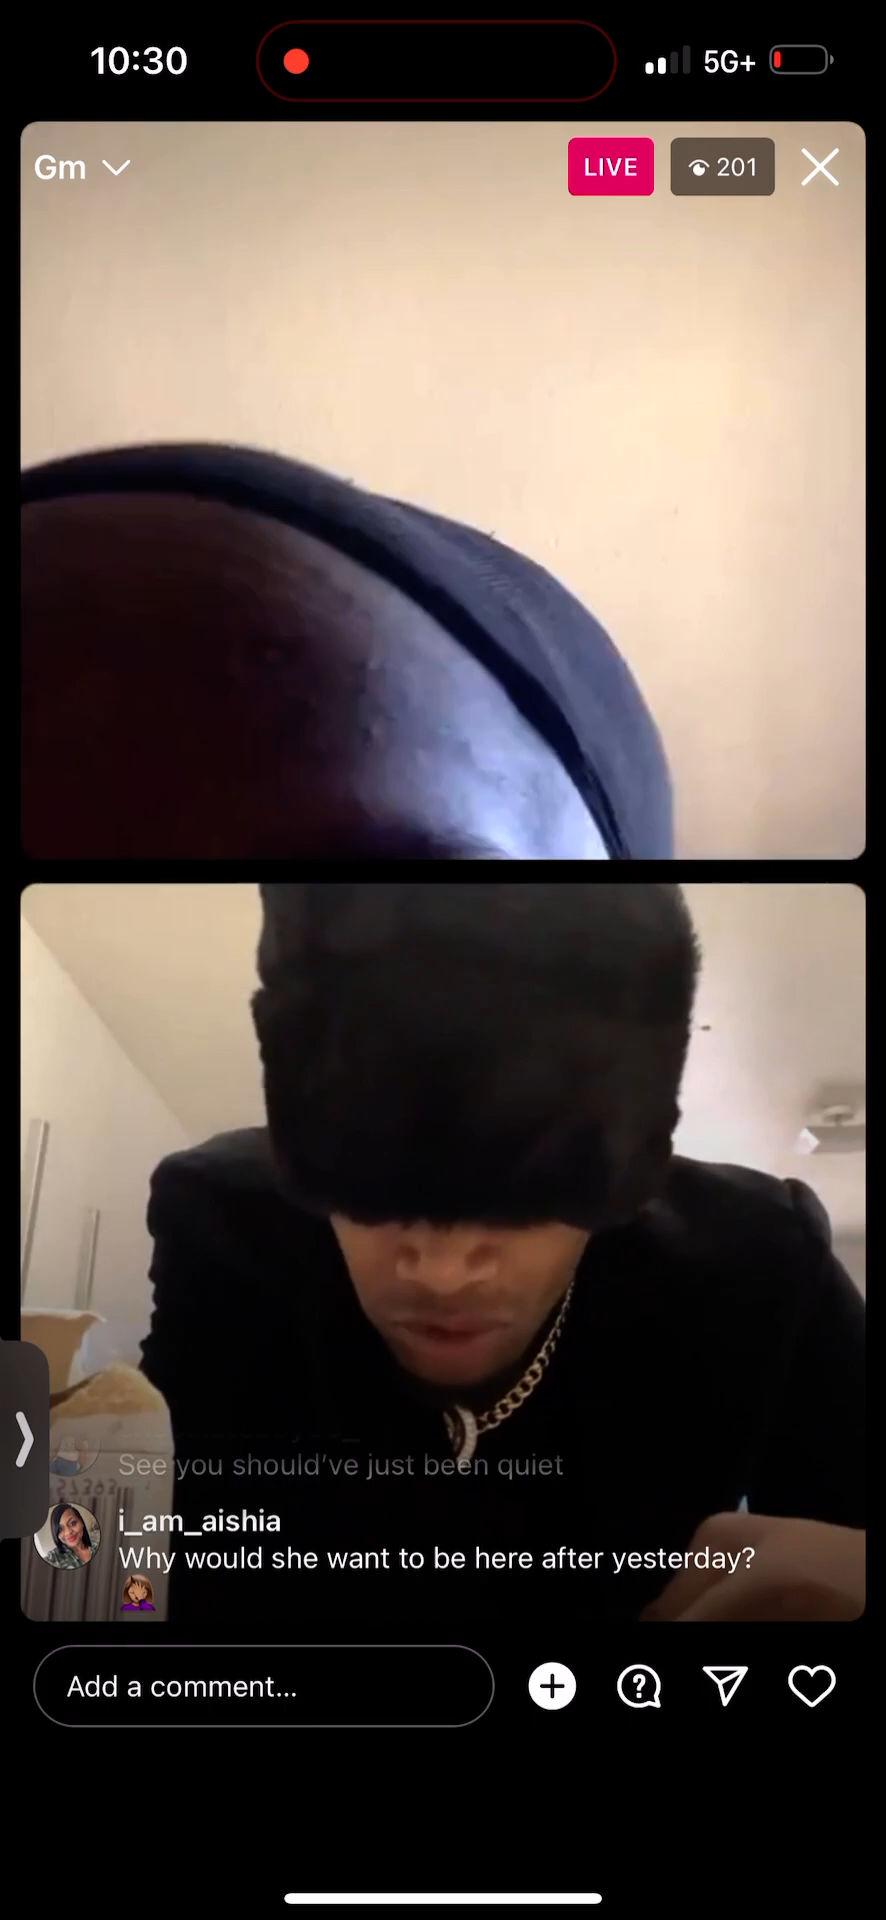 10:30
5G+
Gm
LIVE
201
See you should've just been quiet
i_am_aishia
Why would she want to be here after yesterday?
Add a comment...